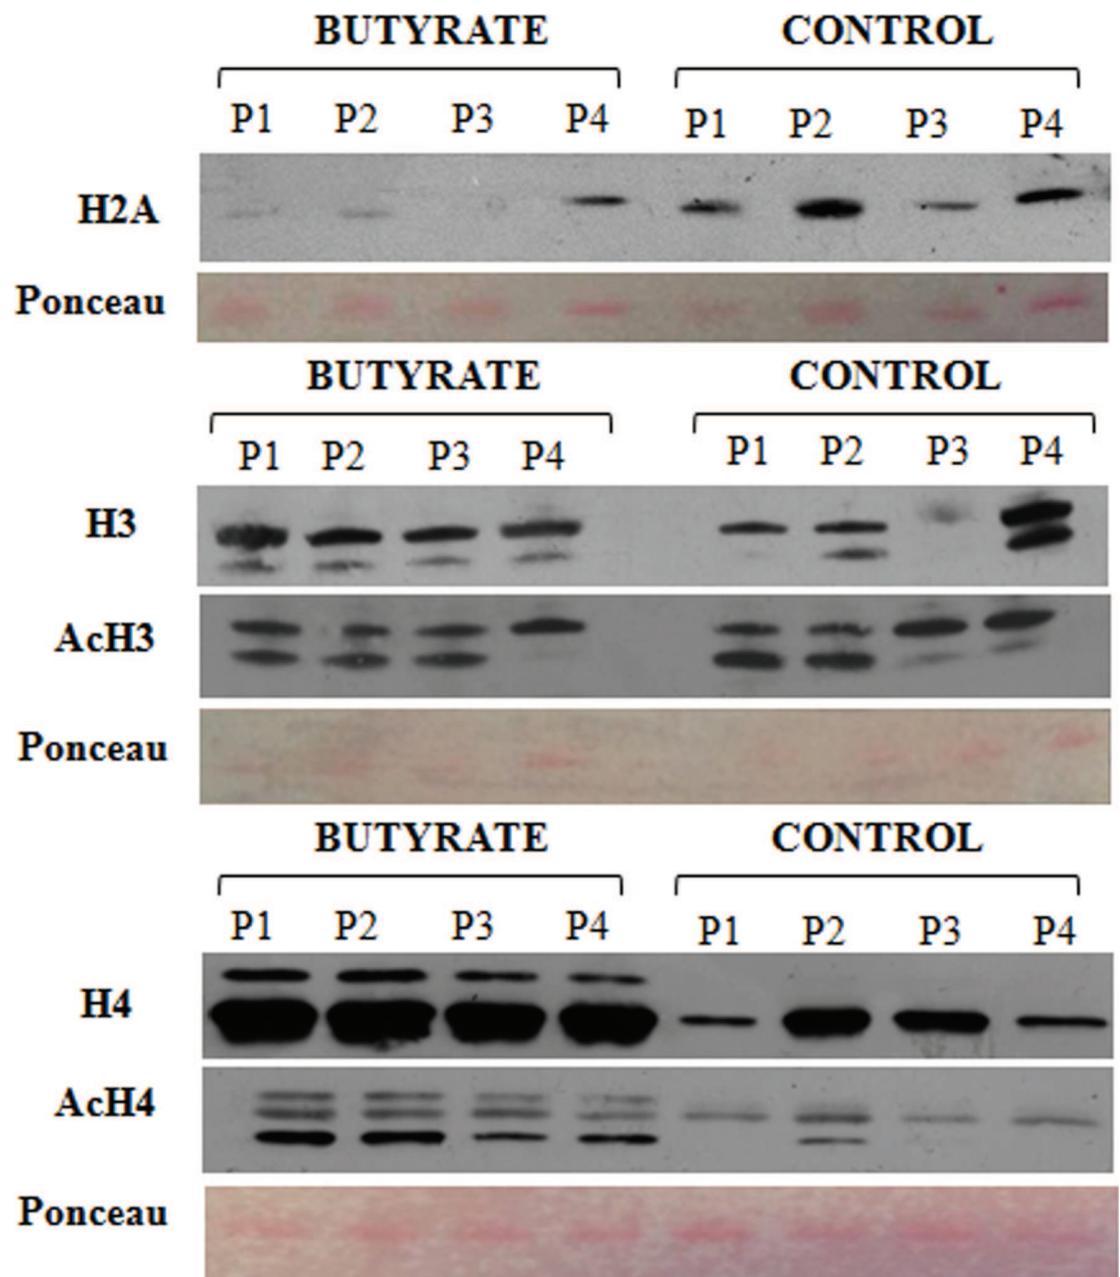 BUTYRATE CONTROL
P1 P2 P3 P4 P1 P2 P3 P4
H2A
Ponceau
BUTYRATE CONTROL
P1 P2 P3 P4 P1 P2 P3 P4
H3
AcH3
Ponceau
BUTYRATE CONTROL
P1 P2 P3 P4 P1 P2 P3 P4
H4
AcH4
Ponceau